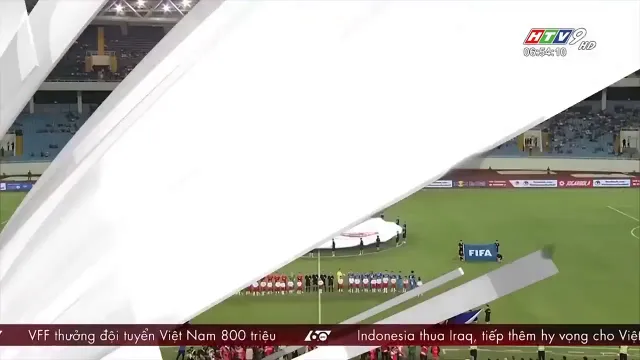 HTV9 HD
06:54:10
FIFA
VFF thưởng đội tuyển Việt Nam 800 triệu
60
Indonesia thua Iraq, tiếp thêm hy vọng cho Việ